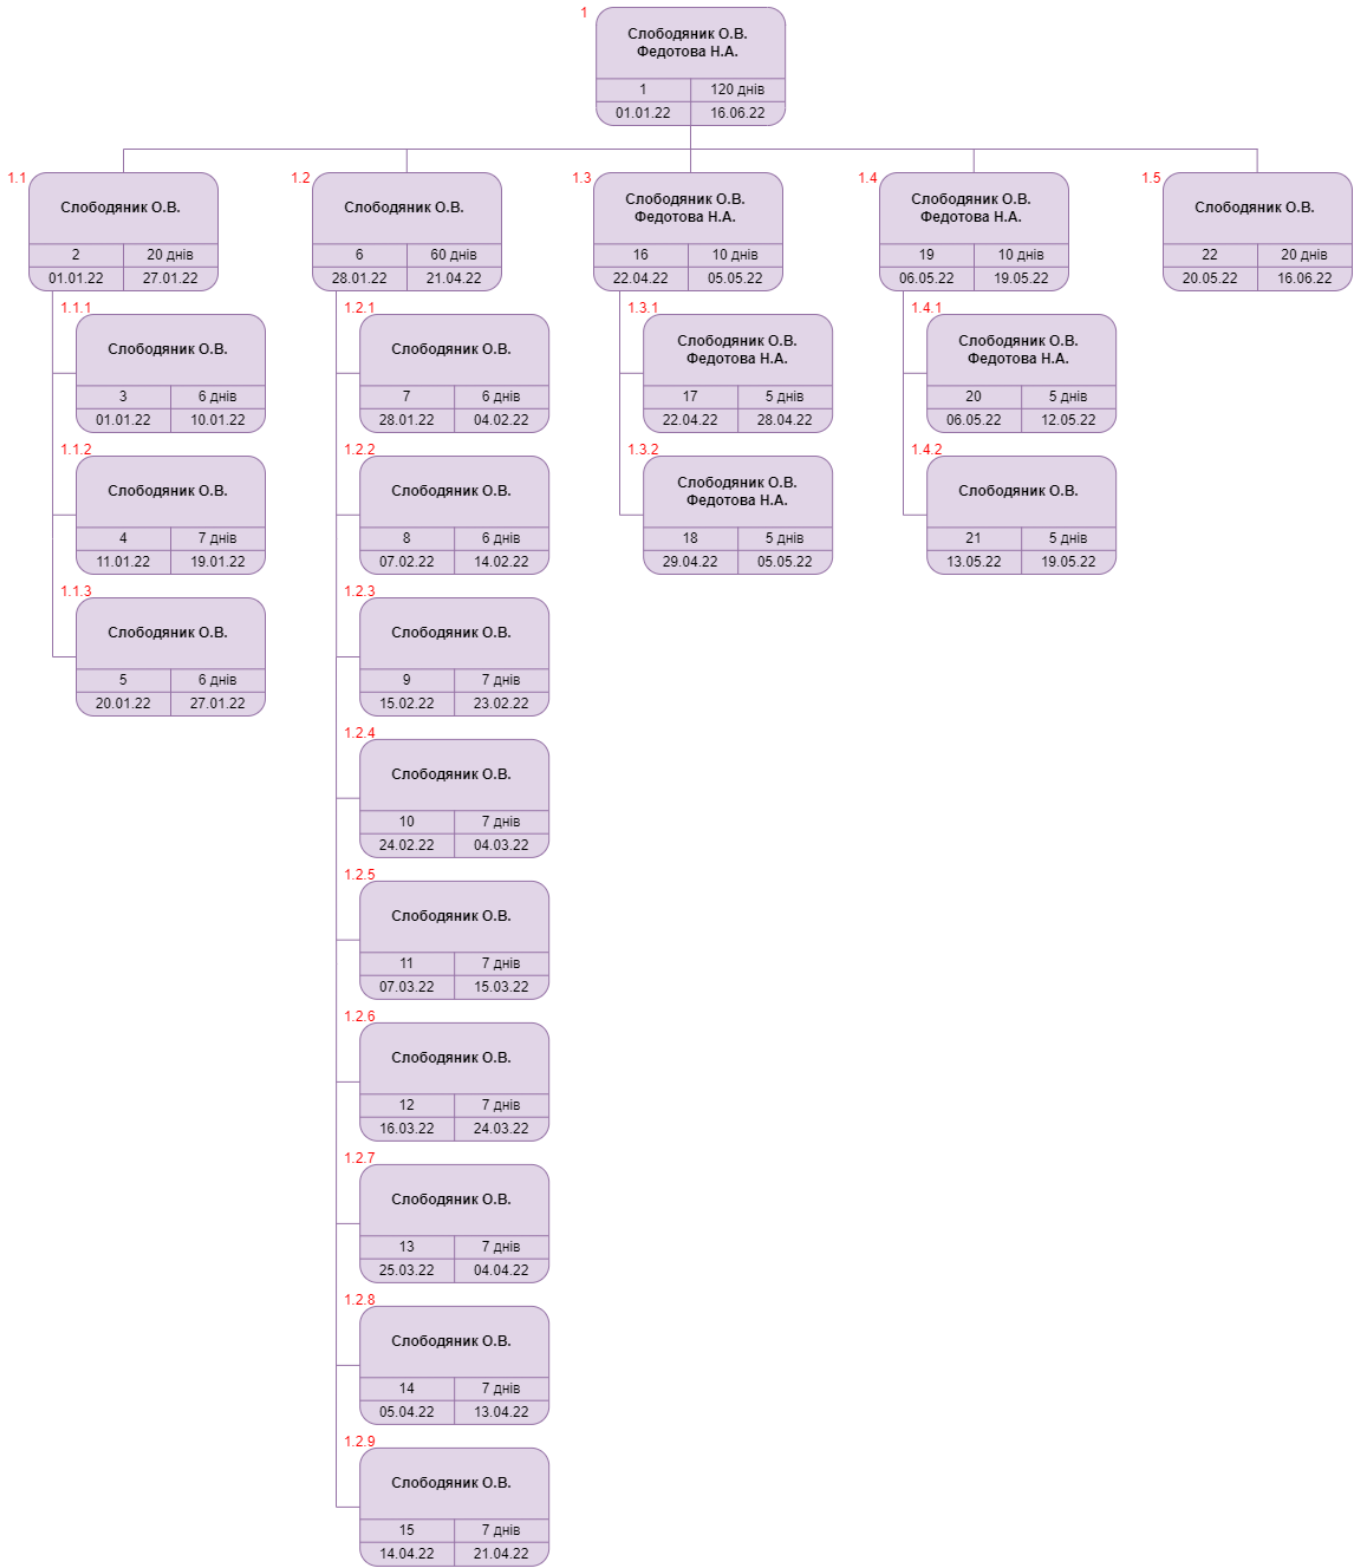 1
Слободяник О.В.
Федотова Н.А.
1 120 днів
01.01.22 16.06.22
1.1
Слободяник О.В.
2 20 днів
01.01.22 27.01.22
1.1.1
Слободяник О.В.
3 6 днів
01.01.22 10.01.22
1.1.2
Слободяник О.В.
4 7 днів
11.01.22 19.01.22
1.1.3
Слободяник О.В.
5 6 днів
20.01.22 27.01.22
1.2
Слободяник О.В.
6 60 днів
28.01.22 21.04.22
1.2.1
Слободяник О.В.
7 6 днів
28.01.22 04.02.22
1.2.2
Слободяник О.В.
8 6 днів
07.02.22 14.02.22
1.2.3
Слободяник О.В.
9 7 днів
15.02.22 23.02.22
1.2.4
Слободяник О.В.
10 7 днів
24.02.22 04.03.22
1.2.5
Слободяник О.В.
11 7 днів
07.03.22 15.03.22
1.2.6
Слободяник О.В.
12 7 днів
16.03.22 24.03.22
1.2.7
Слободяник О.В.
13 7 днів
25.03.22 04.04.22
1.2.8
Слободяник О.В.
14 7 днів
05.04.22 13.04.22
1.2.9
Слободяник О.В.
15 7 днів
14.04.22 21.04.22
1.3
Слободяник О.В.
Федотова Н.А.
16 10 днів
22.04.22 05.05.22
1.3.1
Слободяник О.В.
Федотова Н.А.
17 5 днів
22.04.22 28.04.22
1.3.2
Слободяник О.В.
Федотова Н.А.
18 5 днів
29.04.22 05.05.22
1.4
Слободяник О.В.
Федотова Н.А.
19 10 днів
06.05.22 19.05.22
1.4.1
Слободяник О.В.
Федотова Н.А.
20 5 днів
06.05.22 12.05.22
1.4.2
Слободяник О.В.
21 5 днів
13.05.22 19.05.22
1.5
Слободяник О.В.
22 20 днів
20.05.22 16.06.22